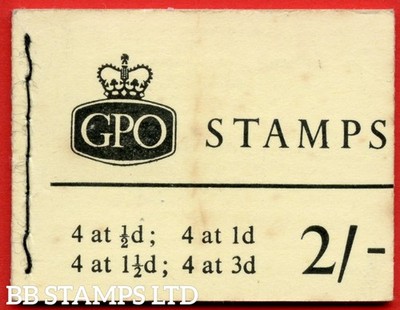 GPO STAMPS
4 at ½d; 4 at 1d
4 at 1½d; 4 at 3d 2/-
BB STAMPS LTD